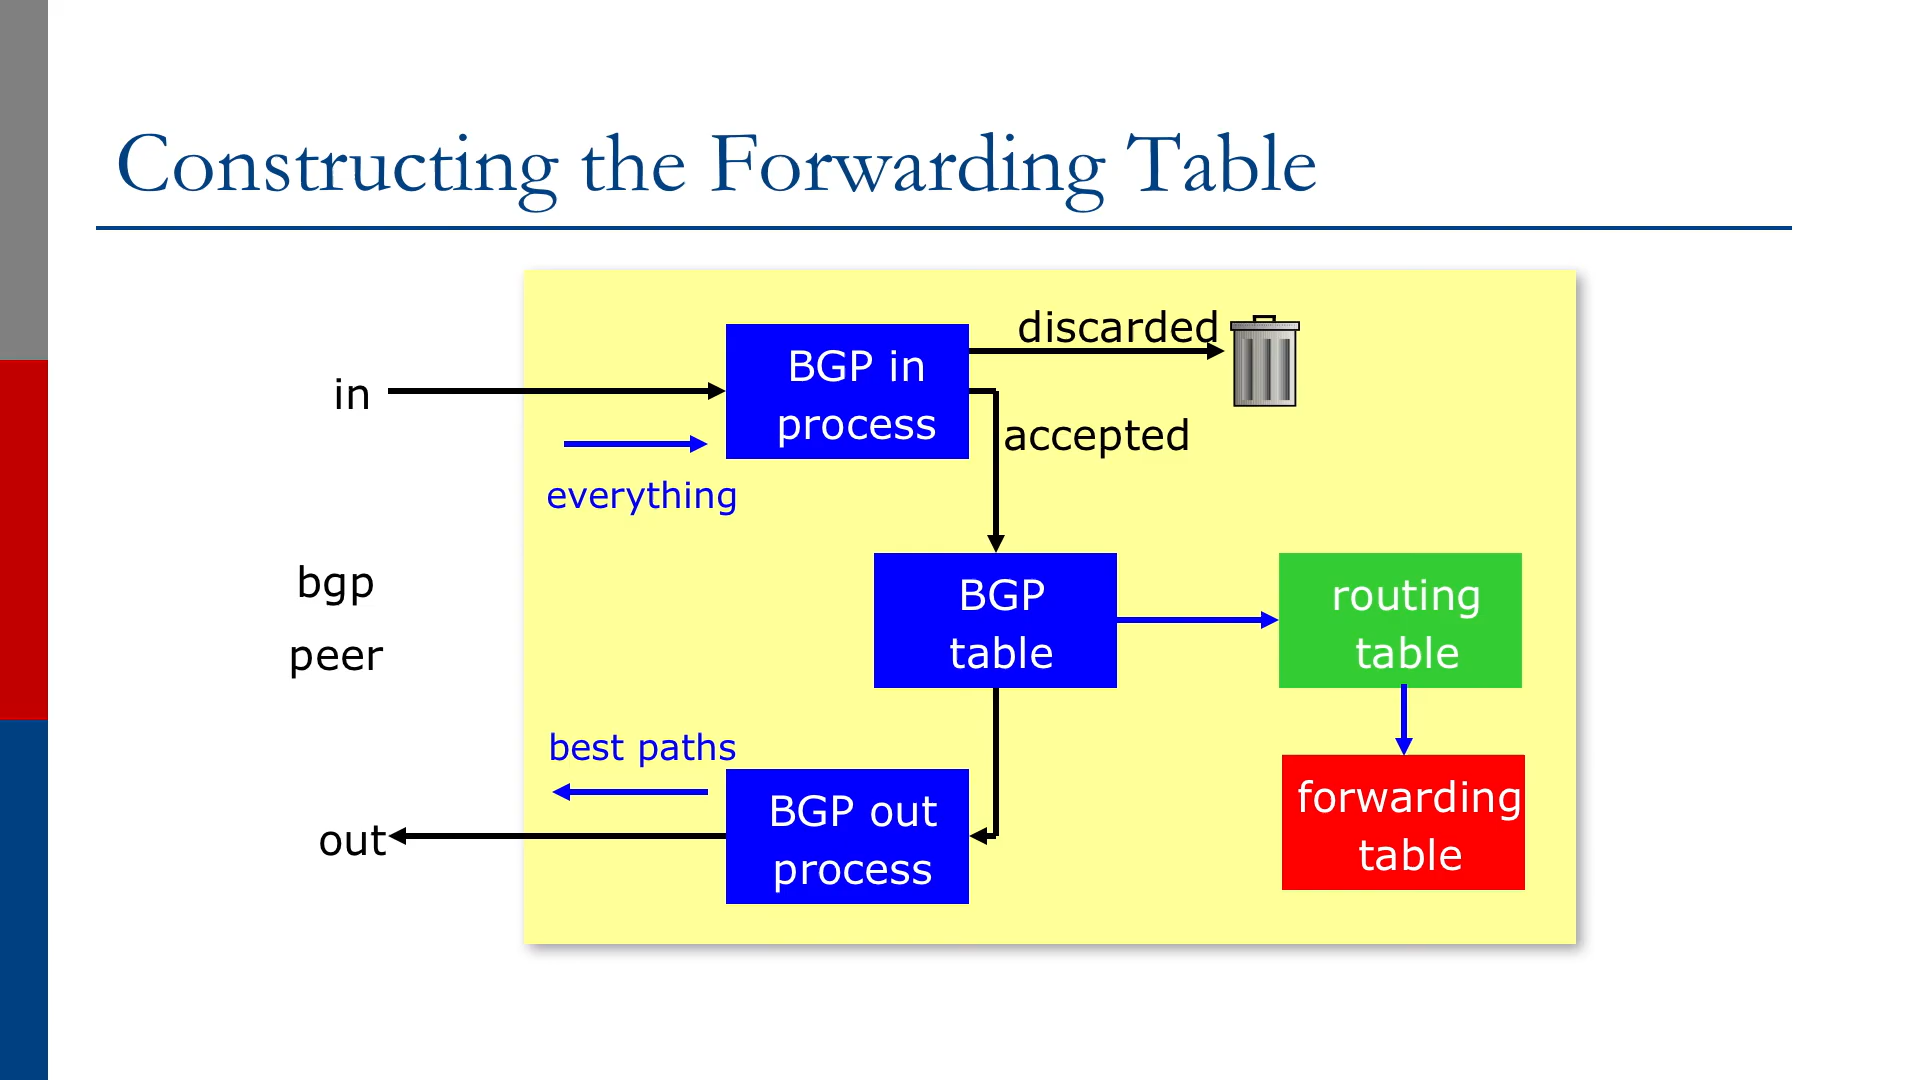 Constructing the Forwarding Table
discarded
BGP in
process
in
accepted
everything
bgp
peer
BGP
table
routing
table
best paths
BGP out
process
out
forwarding
table